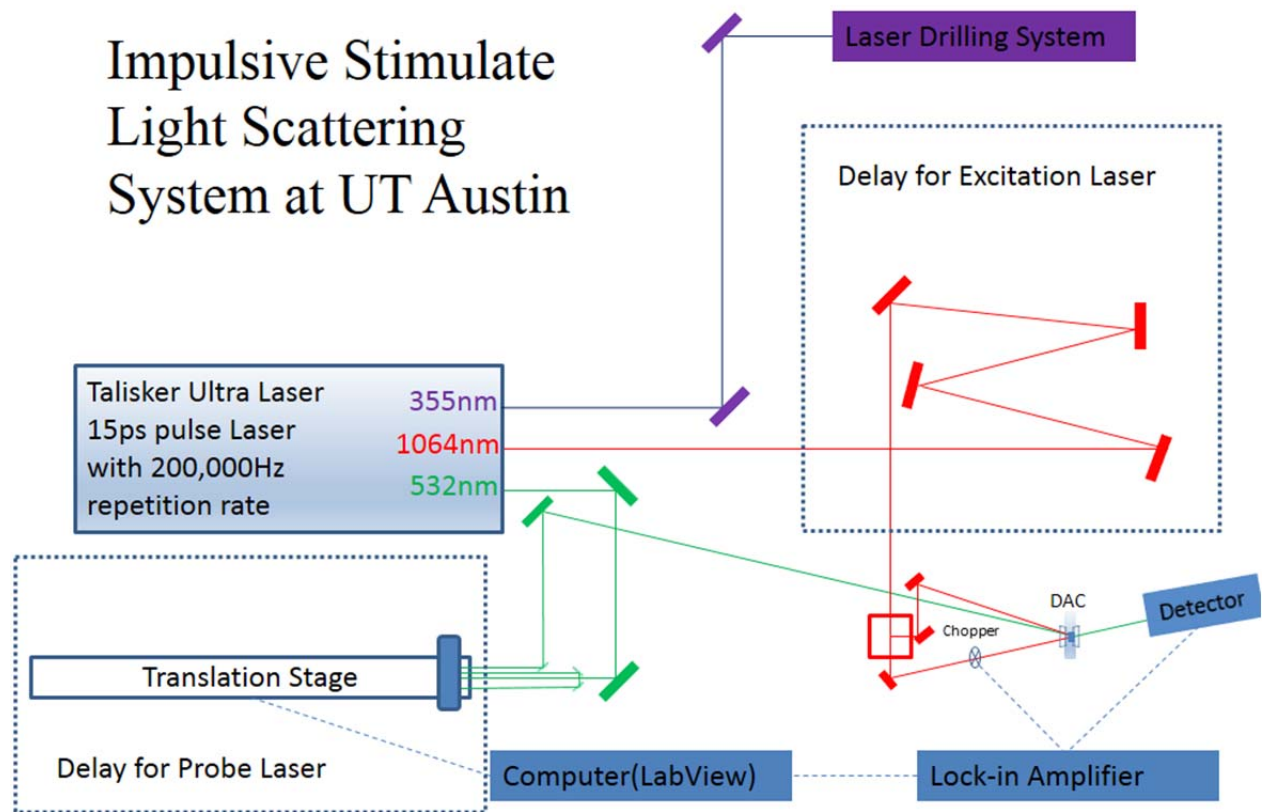 Impulsive Stimulate
Light Scattering
System at UT Austin
Laser Drilling System
Delay for Excitation Laser
Talisker Ultra Laser
15ps pulse Laser
with 200,000Hz
repetition rate
355nm
1064nm
532nm
DAC
Detector
Chopper
Translation Stage
Delay for Probe Laser
Computer(LabView)
Lock-in Amplifier